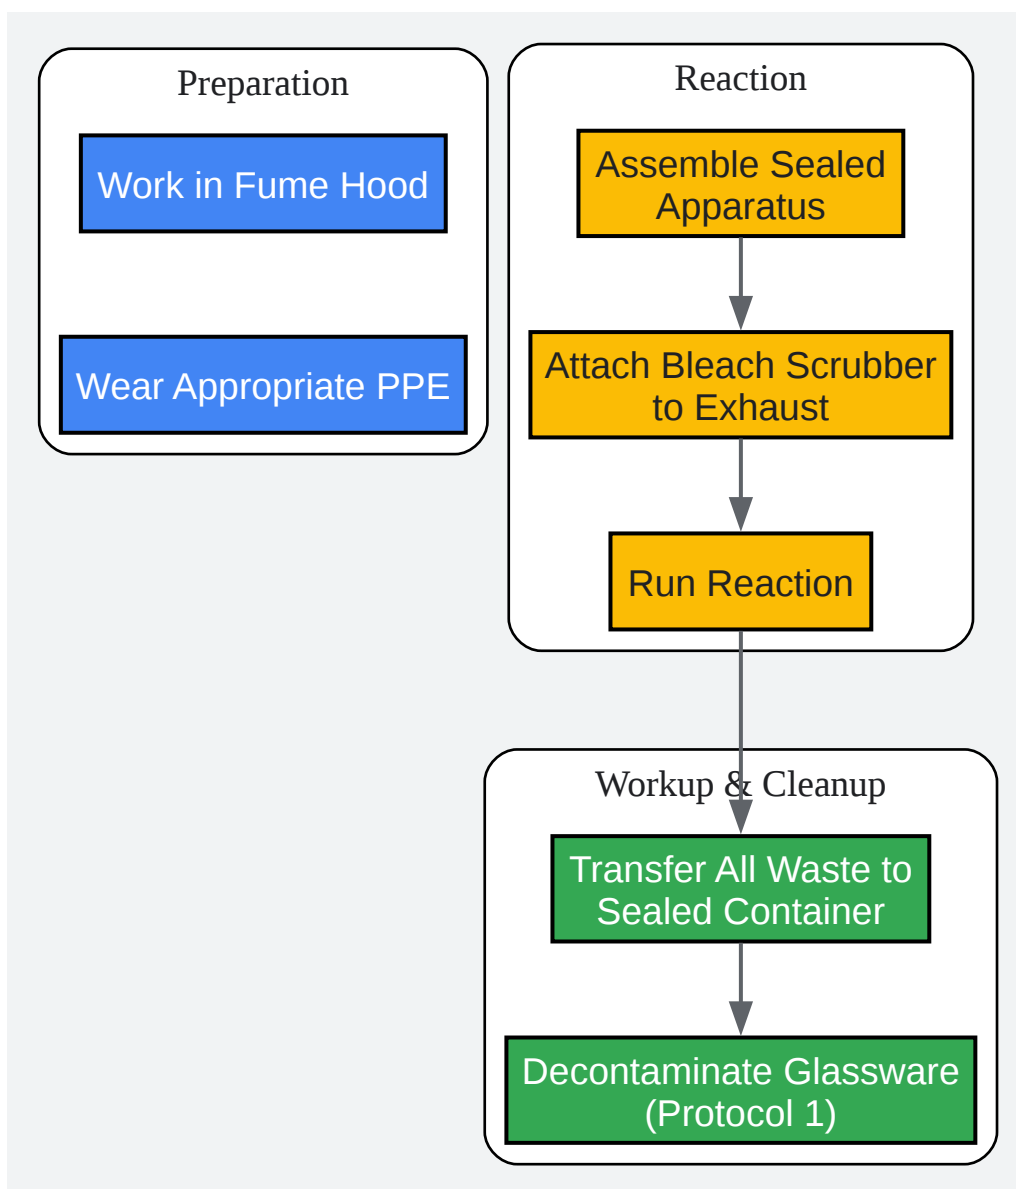 Preparation
Work in Fume Hood
Wear Appropriate PPE
Reaction
Assemble Sealed
Apparatus
Attach Bleach Scrubber
to Exhaust
Run Reaction
Workup & Cleanup
Transfer All Waste to
Sealed Container
Decontaminate Glassware
(Protocol 1)